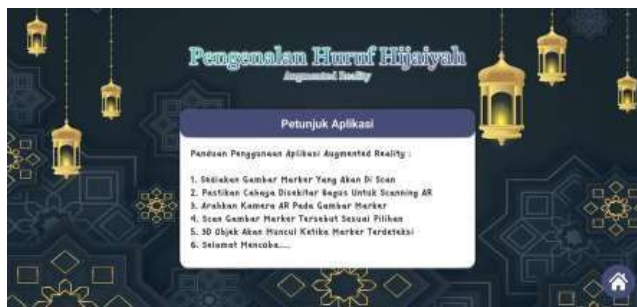 Pengenalan Huruf Hijaiyah
Augmented Reality
Petunjuk Aplikasi
Panduan Penggunaan Aplikasi Augmented Reality :
1. Sediakan Gambar Marker Yang Akan Di Scan
2. Pastikan Cahaya Disekitar Bagus Untuk Scanning AR
3. Arahkan Kamera AR Pada Gambar Marker
4. Scan Gambar Marker Tersebut Sesuai Pilihan
5. 3D Objek Akan Muncul Ketika Marker Terdeteksi
6. Selamat Mencoba.....